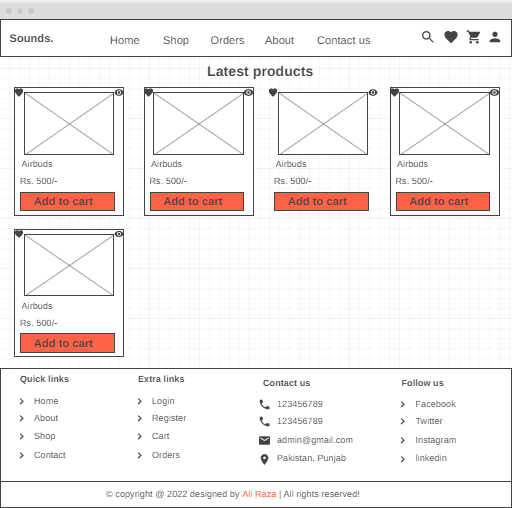 Sounds. Home Shop Orders About Contact us
Latest products
Airbuds Airbuds Airbuds Airbuds
Rs. 500/- Rs. 500/- Rs. 500/- Rs. 500/-
Add to cart Add to cart Add to cart Add to cart
Airbuds
Rs. 500/-
Add to cart
Quick links
Home
About
Shop
Contact
Extra links
Login
Register
Cart
Orders
Contact us
123456789
123456789
admin@gmail.com
Pakistan, Punjab
Follow us
Facebook
Twitter
Instagram
linkedin
© copyright @ 2022 designed by Ali Raza | All rights reserved!